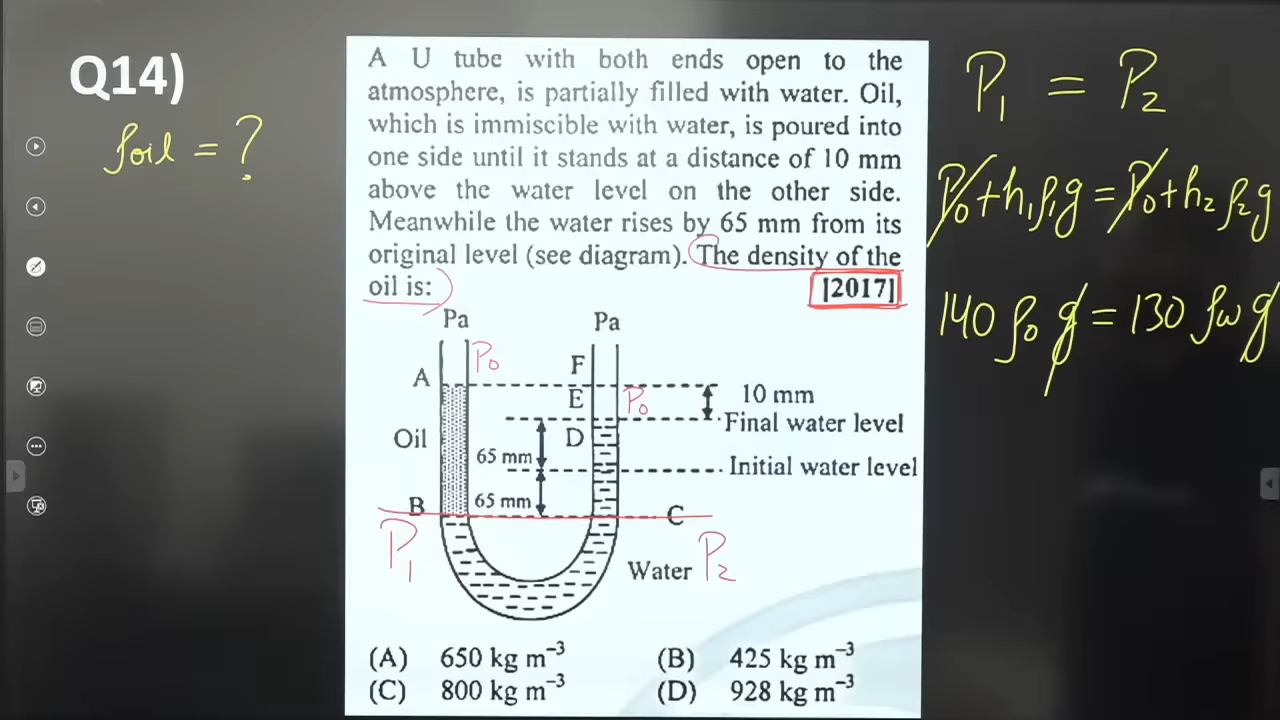 Q14)
ρoil = ?
A U tube with both ends open to the
atmosphere, is partially filled with water. Oil,
which is immiscible with water, is poured into
one side until it stands at a distance of 10 mm
above the water level on the other side.
Meanwhile the water rises by 65 mm from its
original level (see diagram). The density of the
oil is:
[2017]
Pa
Pa
P₀
A
F
E
P₀
10 mm
Final water level
Oil
D
65 mm
Initial water level
B
65 mm
C
P₁
Water
P₂
(A) 650 kg m⁻³
(B) 425 kg m⁻³
(C) 800 kg m⁻³
(D) 928 kg m⁻³
P₁ = P₂
P₀ + h₁ρ₁g = P₀ + h₂ρ₂g
140 ρ₀ g = 130 ρw g